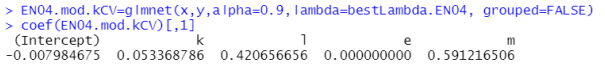 > EN04.mod.kCV=glmnet(x,y,alpha=0.9,lambda=bestLambda.EN04, grouped=FALSE)
> coef(EN04.mod.kCV)[,1]
(Intercept) k l e m
-0.007984675 0.053368786 0.420656656 0.000000000 0.591216506